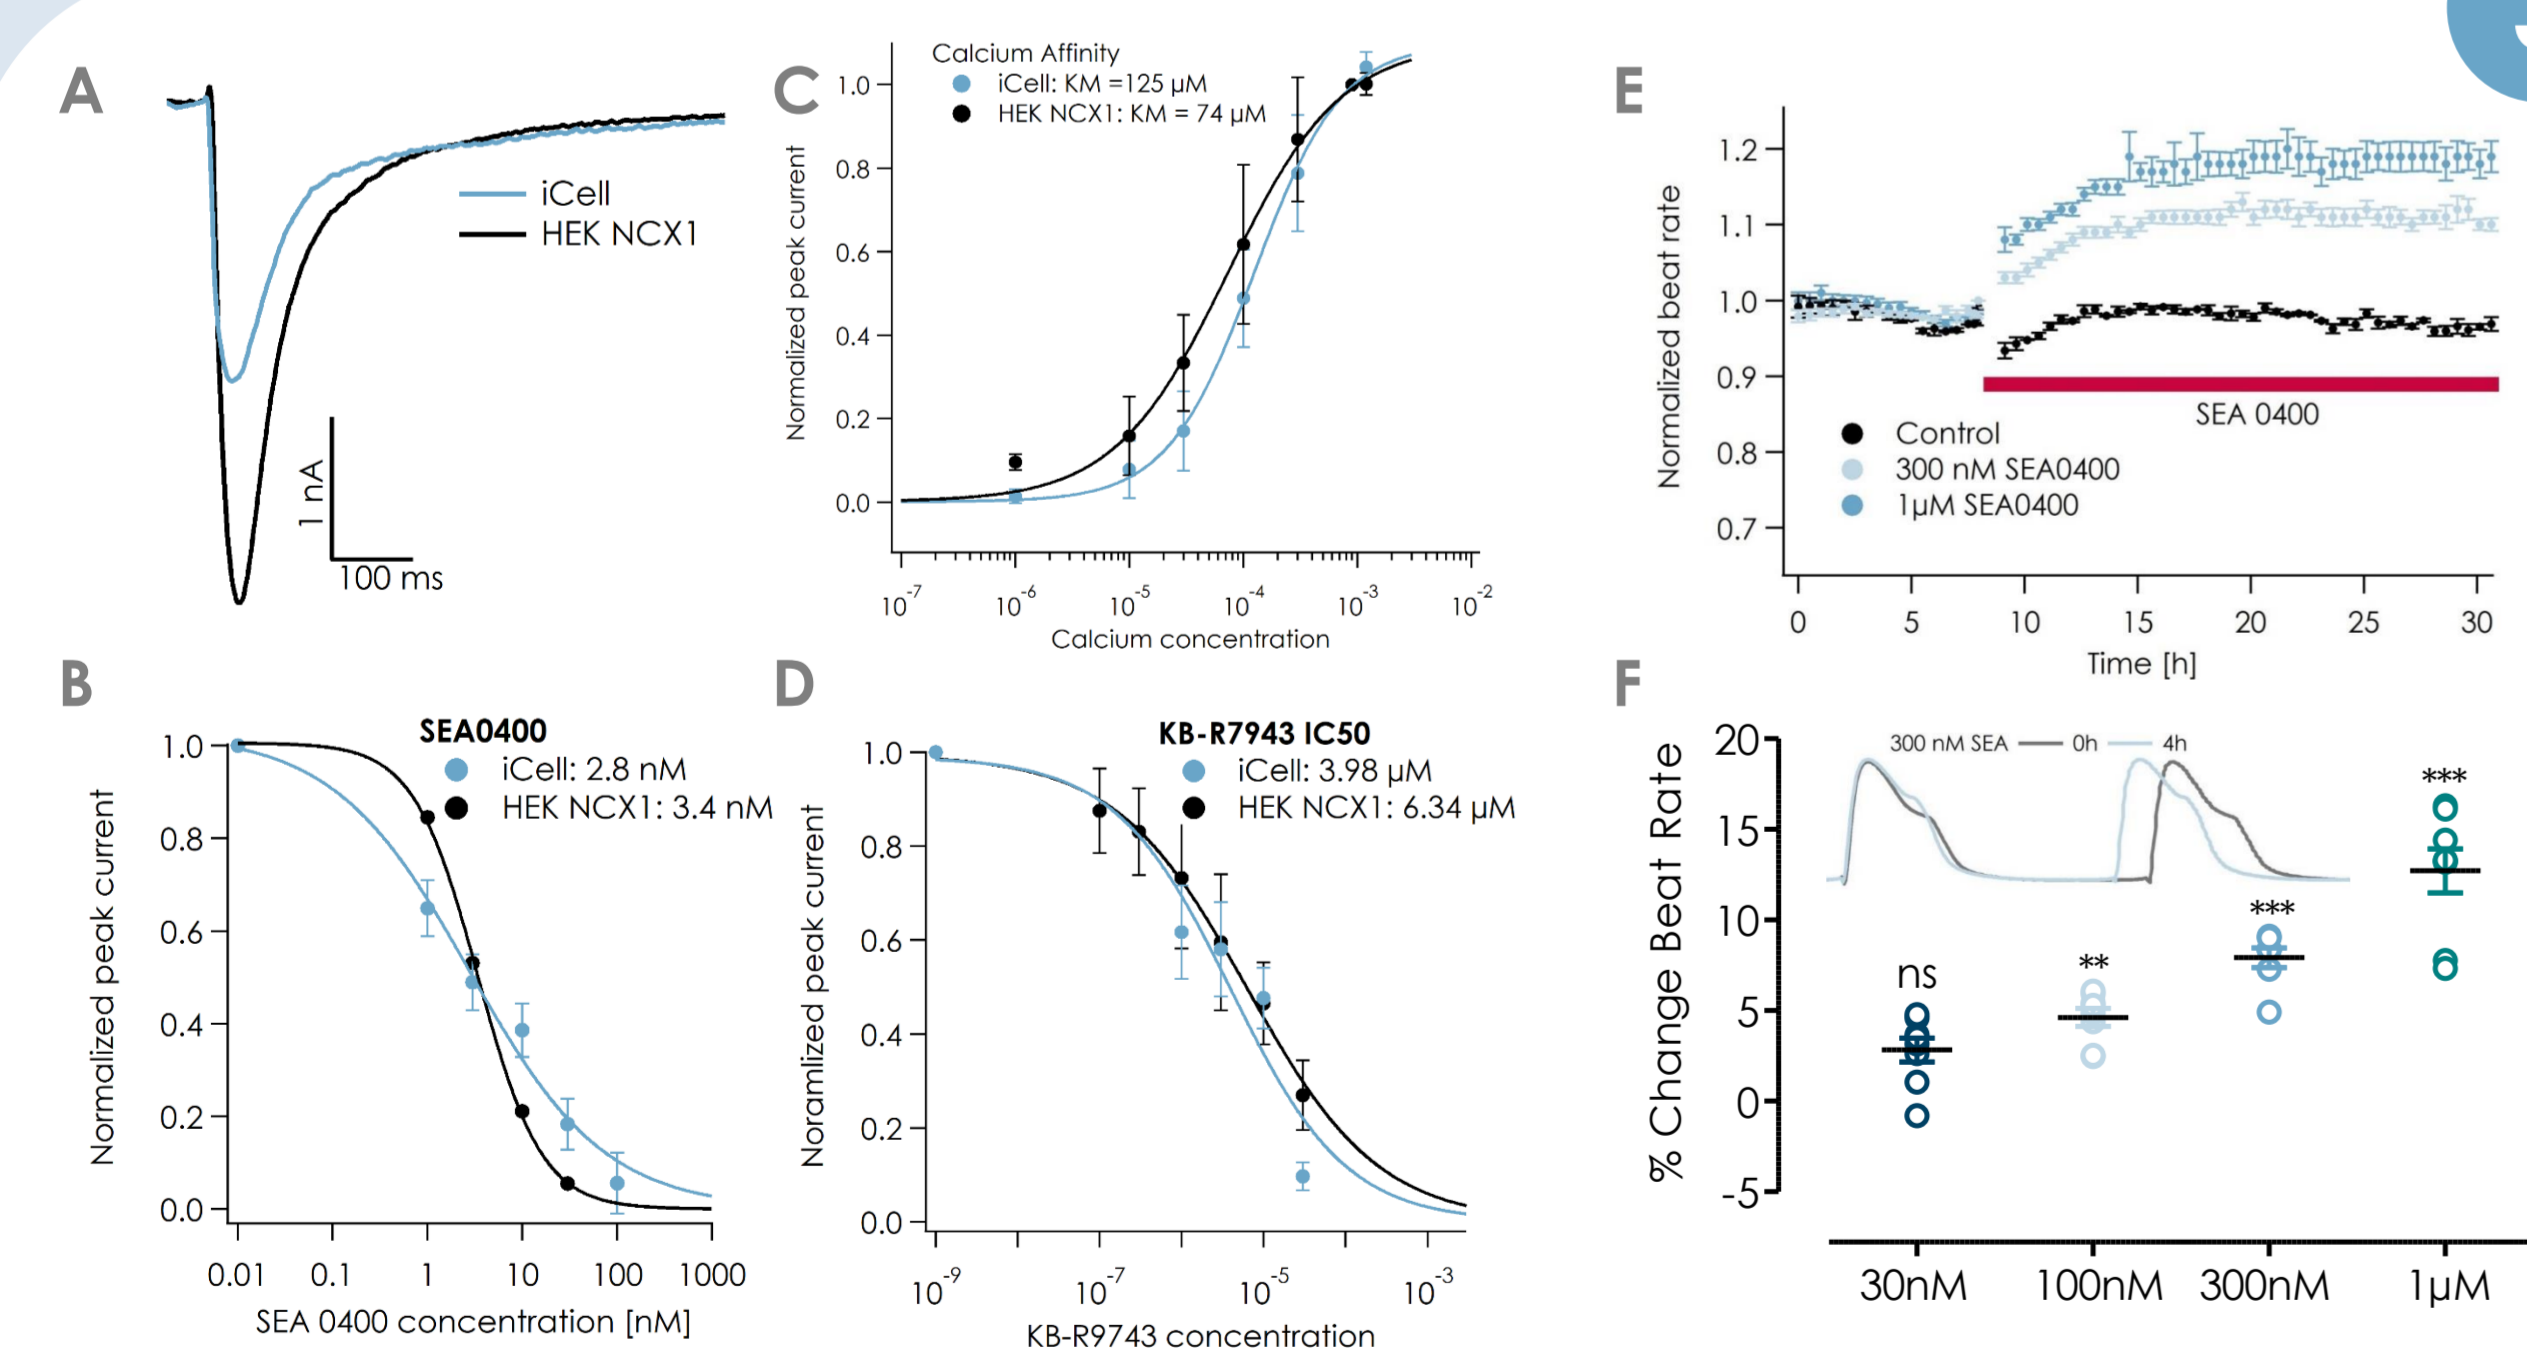 A
iCell
HEK NCX1
1 nA
100 ms
B
SEA0400
iCell: 2.8 nM
HEK NCX1: 3.4 nM
Normalized peak current
1.0
0.8
0.6
0.4
0.2
0.0
0.01 0.1 1 10 100 1000
SEA 0400 concentration [nM]
C
Calcium Affinity
iCell: KM =125 µM
HEK NCX1: KM = 74 µM
Normalized peak current
1.0
0.8
0.6
0.4
0.2
0.0
10-7 10-6 10-5 10-4 10-3 10-2
Calcium concentration
D
KB-R7943 IC50
iCell: 3.98 µM
HEK NCX1: 6.34 µM
Noramlized peak current
1.0
0.8
0.6
0.4
0.2
0.0
10-9 10-7 10-5 10-3
KB-R9743 concentration
E
Normalized beat rate
1.2
1.1
1.0
0.9
0.8
0.7
SEA 0400
Control
300 nM SEA0400
1µM SEA0400
0 5 10 15 20 25 30
Time [h]
F
% Change Beat Rate
20
15
10
5
0
-5
300 nM SEA 0h 4h
ns
**
***
***
30nM 100nM 300nM 1µM